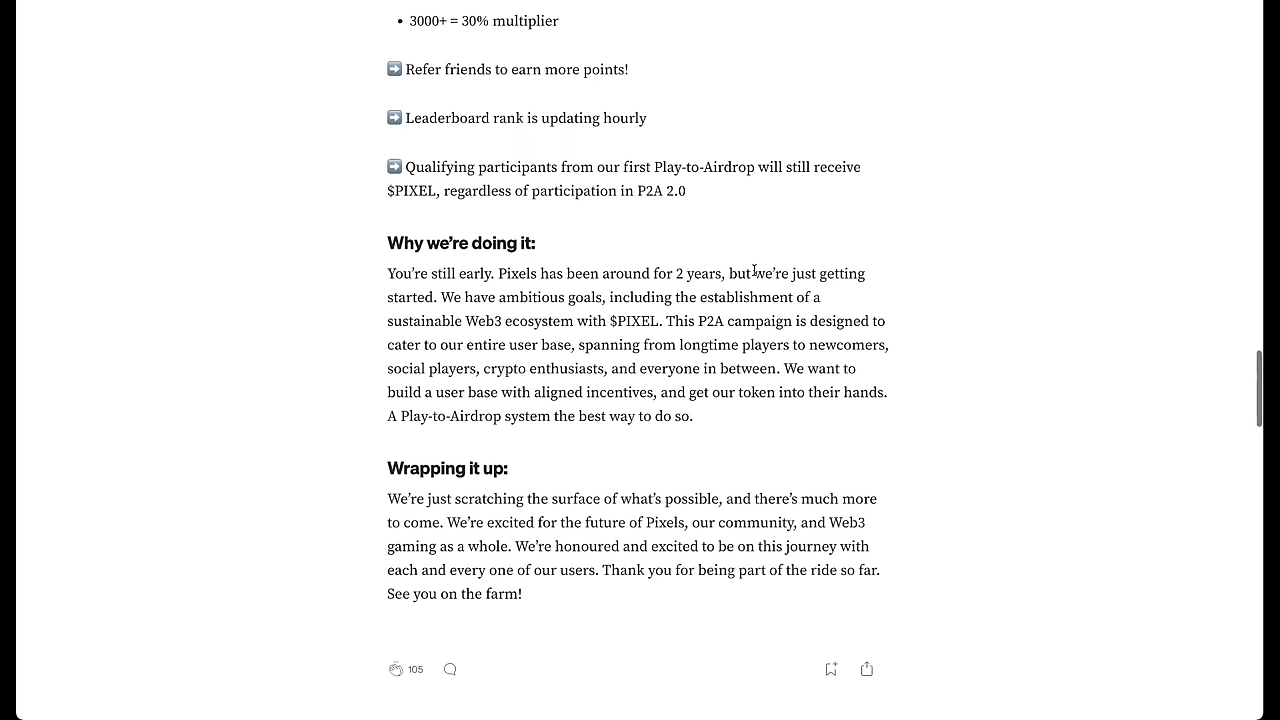 • 3000+ = 30% multiplier
➡️ Refer friends to earn more points!
➡️ Leaderboard rank is updating hourly
➡️ Qualifying participants from our first Play-to-Airdrop will still receive
$PIXEL, regardless of participation in P2A 2.0
Why we’re doing it:
You’re still early. Pixels has been around for 2 years, but we’re just getting
started. We have ambitious goals, including the establishment of a
sustainable Web3 ecosystem with $PIXEL. This P2A campaign is designed to
cater to our entire user base, spanning from longtime players to newcomers,
social players, crypto enthusiasts, and everyone in between. We want to
build a user base with aligned incentives, and get our token into their hands.
A Play-to-Airdrop system the best way to do so.
Wrapping it up:
We’re just scratching the surface of what’s possible, and there’s much more
to come. We’re excited for the future of Pixels, our community, and Web3
gaming as a whole. We’re honoured and excited to be on this journey with
each and every one of our users. Thank you for being part of the ride so far.
See you on the farm!
105